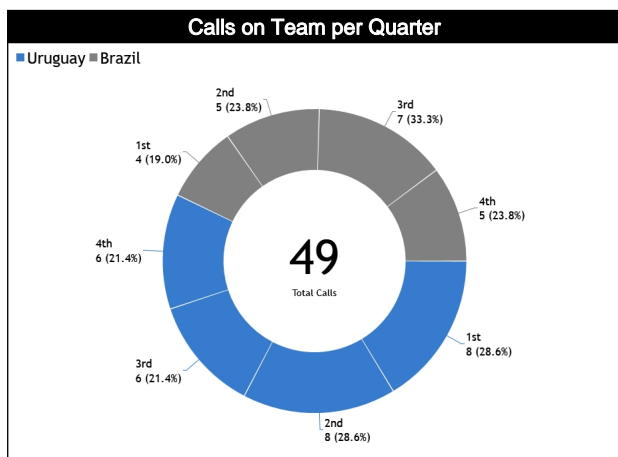 Calls on Team per Quarter
Uruguay Brazil
2nd
5 (23.8%)
3rd
7 (33.3%)
1st
4 (19.0%)
4th
5 (23.8%)
4th
6 (21.4%)
49
Total Calls
1st
8 (28.6%)
3rd
6 (21.4%)
2nd
8 (28.6%)